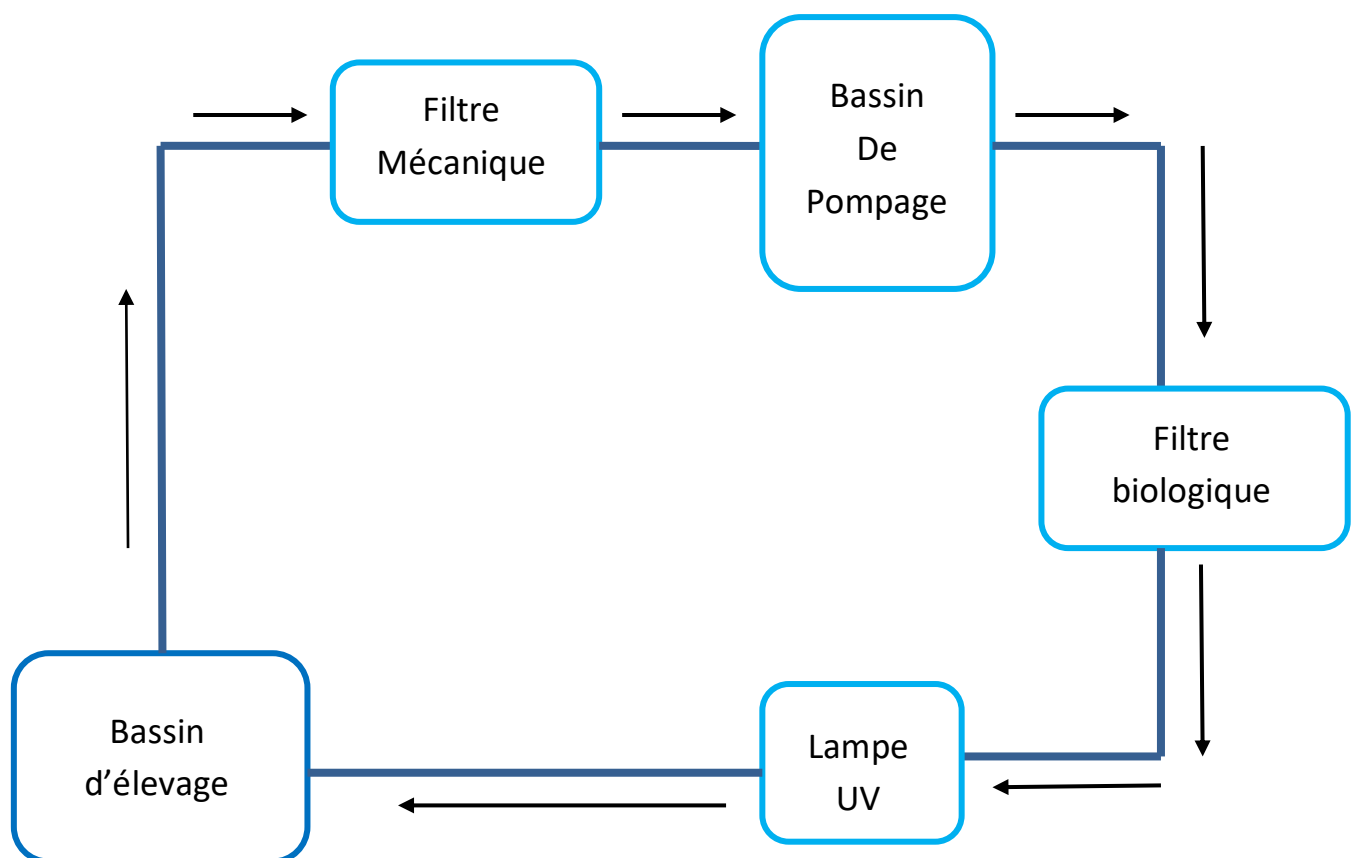 Filtre
Mécanique
Bassin
De
Pompage
Filtre
biologique
Lampe
UV
Bassin
d’élevage